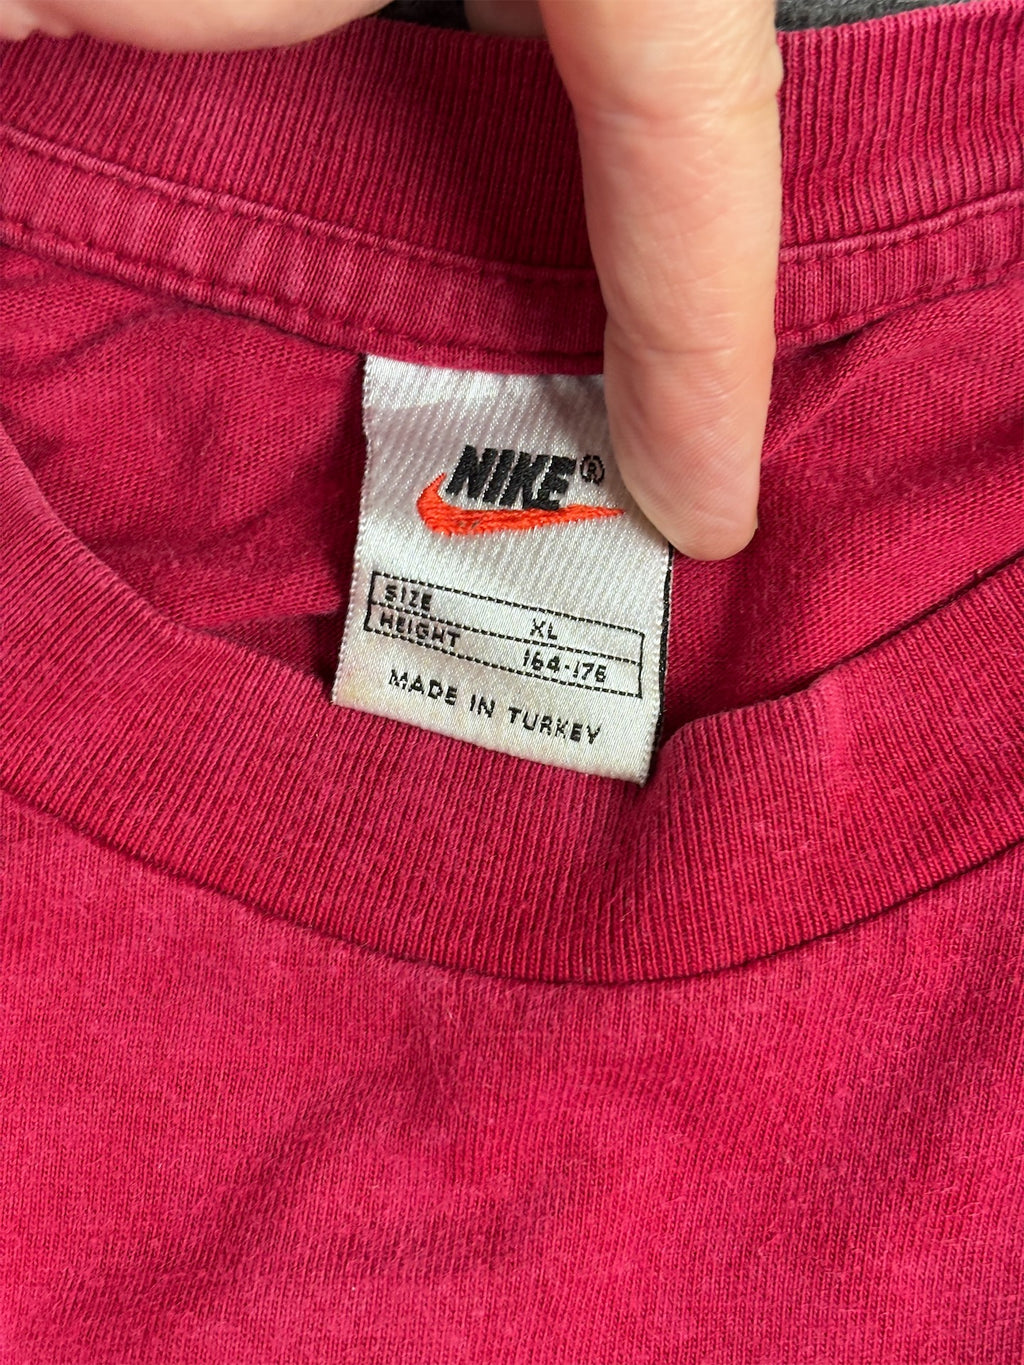 NIKE®
SIZE XL
HEIGHT 164-176
MADE IN TURKEY